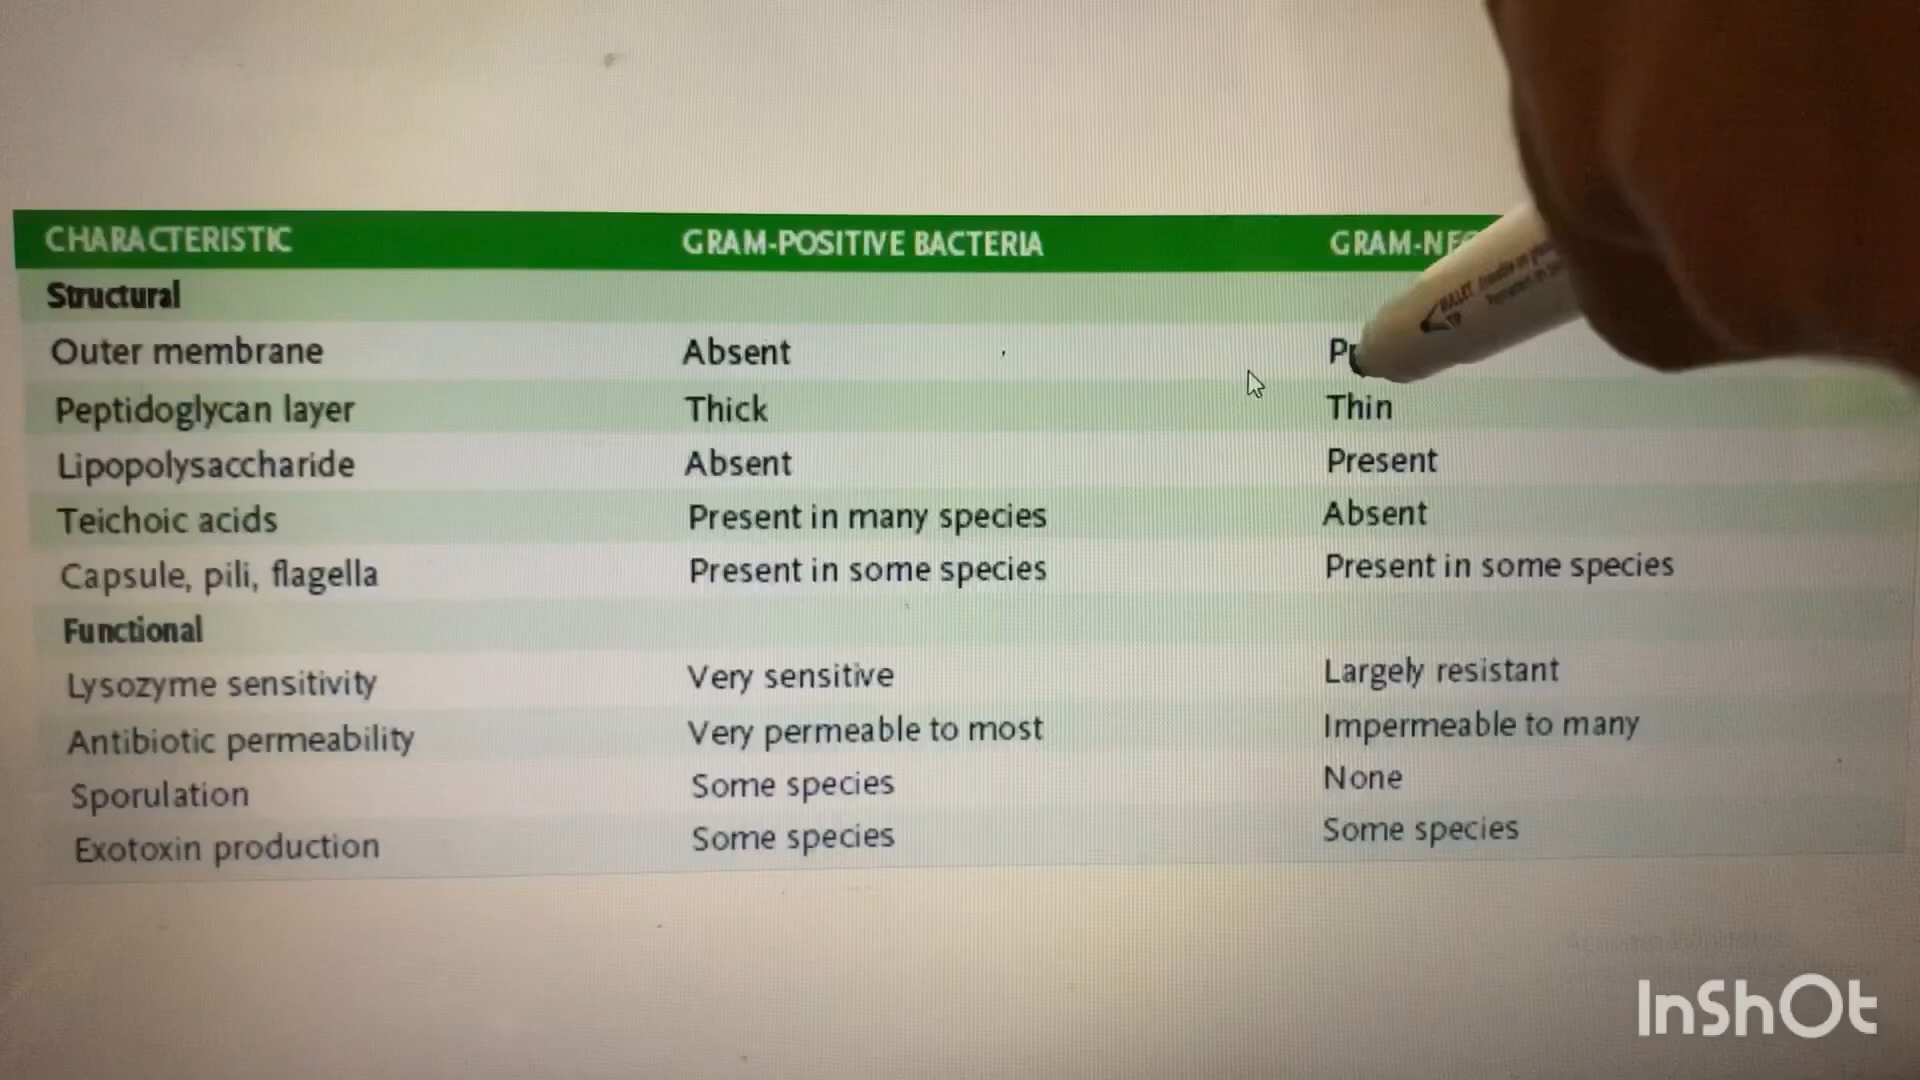 CHARACTERISTIC GRAM-POSITIVE BACTERIA
Structural
Outer membrane Absent
Peptidoglycan layer Thick Thin
Lipopolysaccharide Absent Present
Teichoic acids Present in many species Absent
Capsule, pili, flagella Present in some species Present in some species
Functional
Lysozyme sensitivity Very sensitive Largely resistant
Antibiotic permeability Very permeable to most Impermeable to many
Sporulation Some species None
Exotoxin production Some species Some species
Activate Windows
InShOt